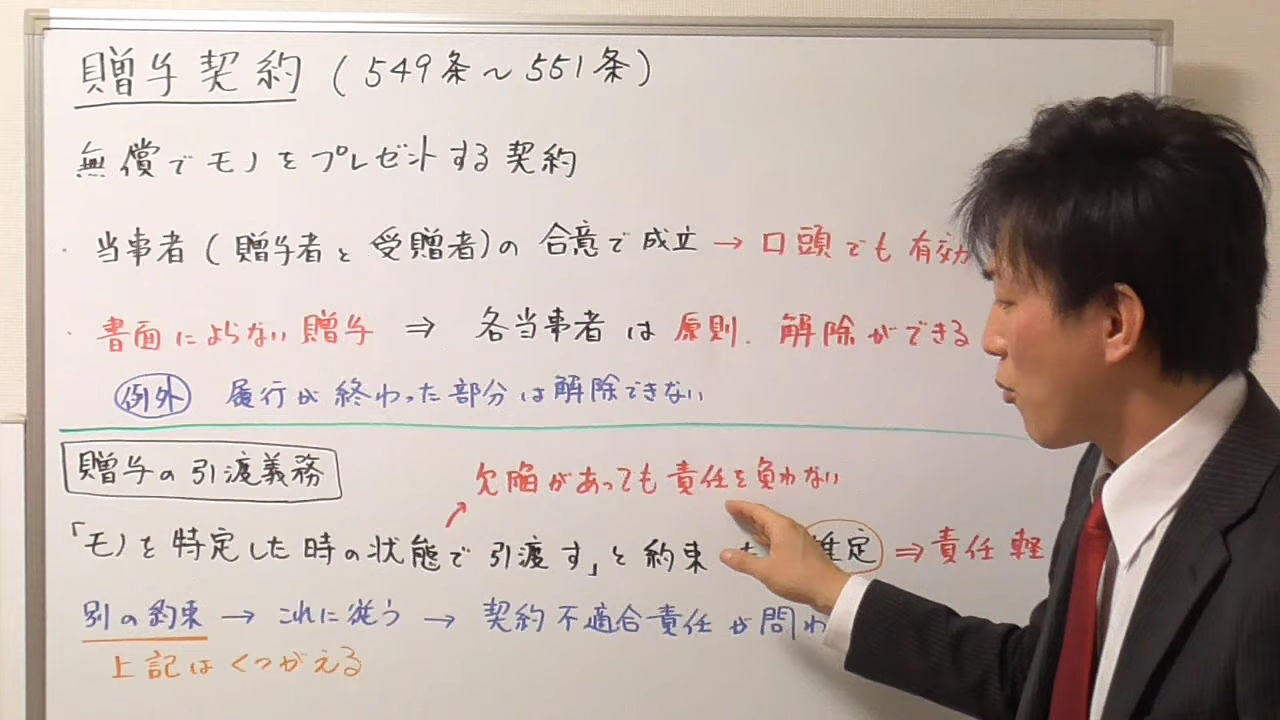 贈与契約(549条~551条)
無償でモノをプレゼントする契約
・当事者(贈与者と受贈者)の合意で成立→口頭でも有効
・書面によらない贈与⇒各当事者は原則、解除ができる
例外 履行が終わった部分は解除できない
贈与の引渡義務
欠陥があっても責任を負わない
「モノを特定した時の状態で引渡す」と約束した 推定⇒責任軽
別の約束→これに従う→契約不適合責任が問わ
上記はくつがえる